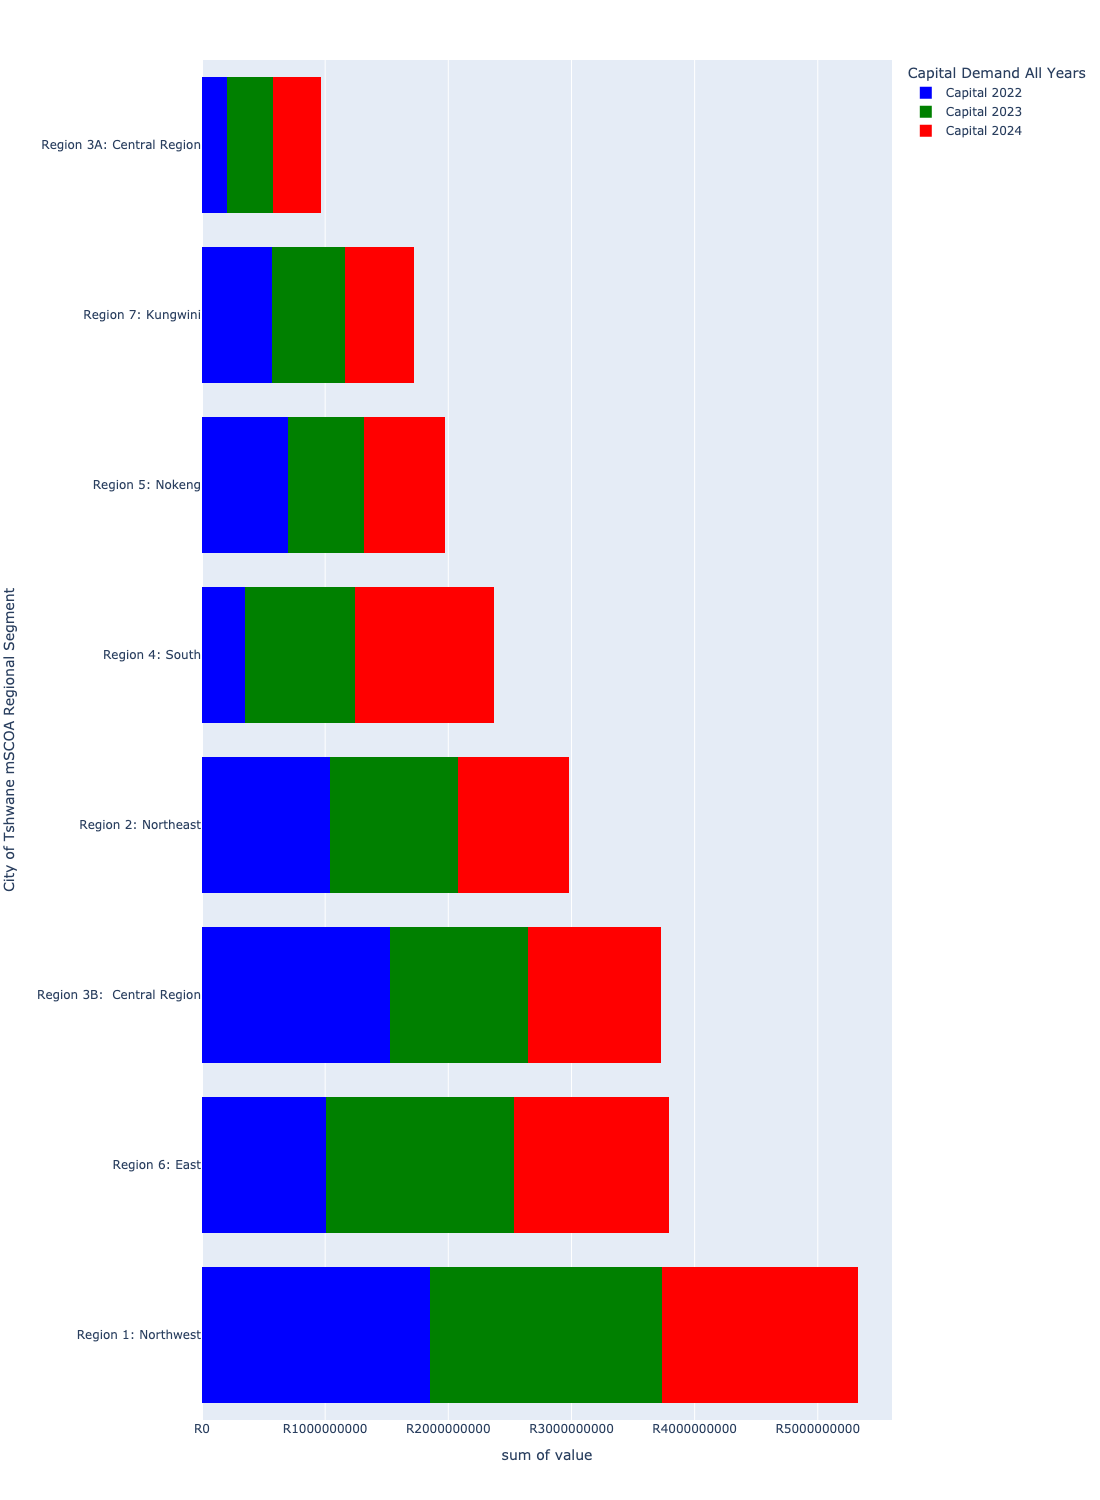 Capital Demand All Years
Capital 2022
Capital 2023
Capital 2024
City of Tshwane mSCOA Regional Segment
Region 3A: Central Region
Region 7: Kungwini
Region 5: Nokeng
Region 4: South
Region 2: Northeast
Region 3B:  Central Region
Region 6: East
Region 1: Northwest
R0 R1000000000 R2000000000 R3000000000 R4000000000 R5000000000
sum of value